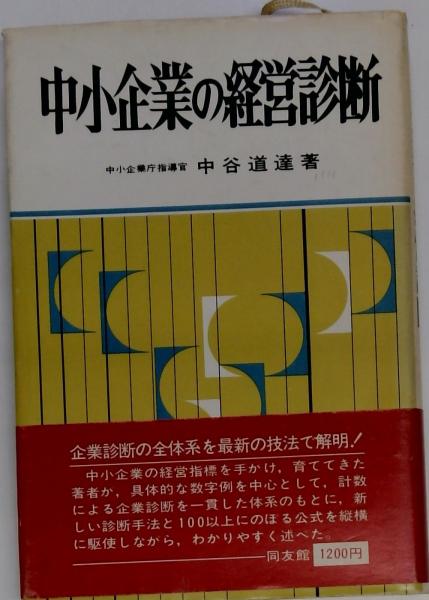 中小企業の経営診断
中小企業庁指導官 中谷道達著
企業診断の全体系を最新の技法で解明!
中小企業の経営指標を手かけ，育ててきた
著者か，具体的な数字例を中心として，計数
による企業診断を一貫した体系のもとに，新
しい診断手法と100以上にのぼる公式を縦横
に駆使しながら，わかりやすく述べた。
同友館 1200円